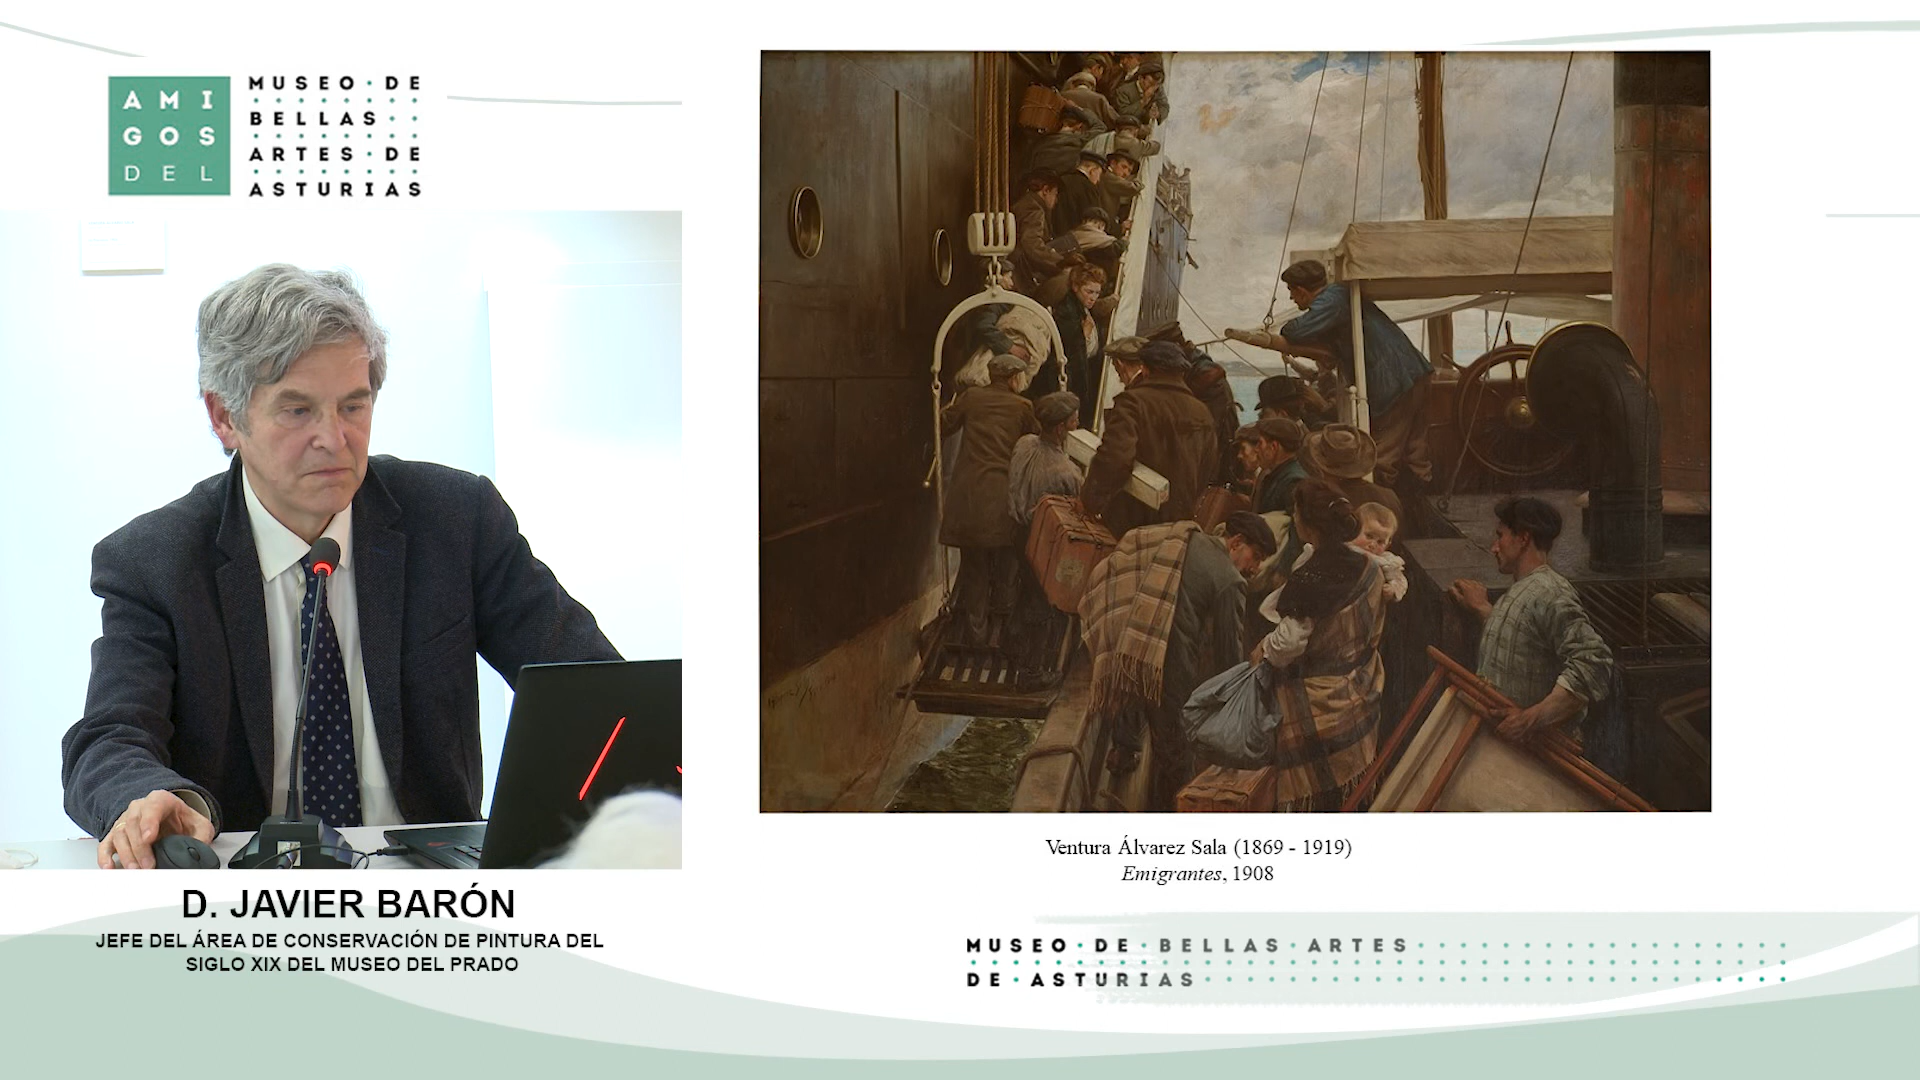 AMI
GOS
DEL
MUSEO·DE
BELLAS
ARTES·DE
ASTURIAS
D. JAVIER BARÓN
JEFE DEL ÁREA DE CONSERVACIÓN DE PINTURA DEL
SIGLO XIX DEL MUSEO DEL PRADO
Ventura Álvarez Sala (1869 - 1919)
Emigrantes, 1908
MUSEO·DE·BELLAS·ARTES
DE·ASTURIAS